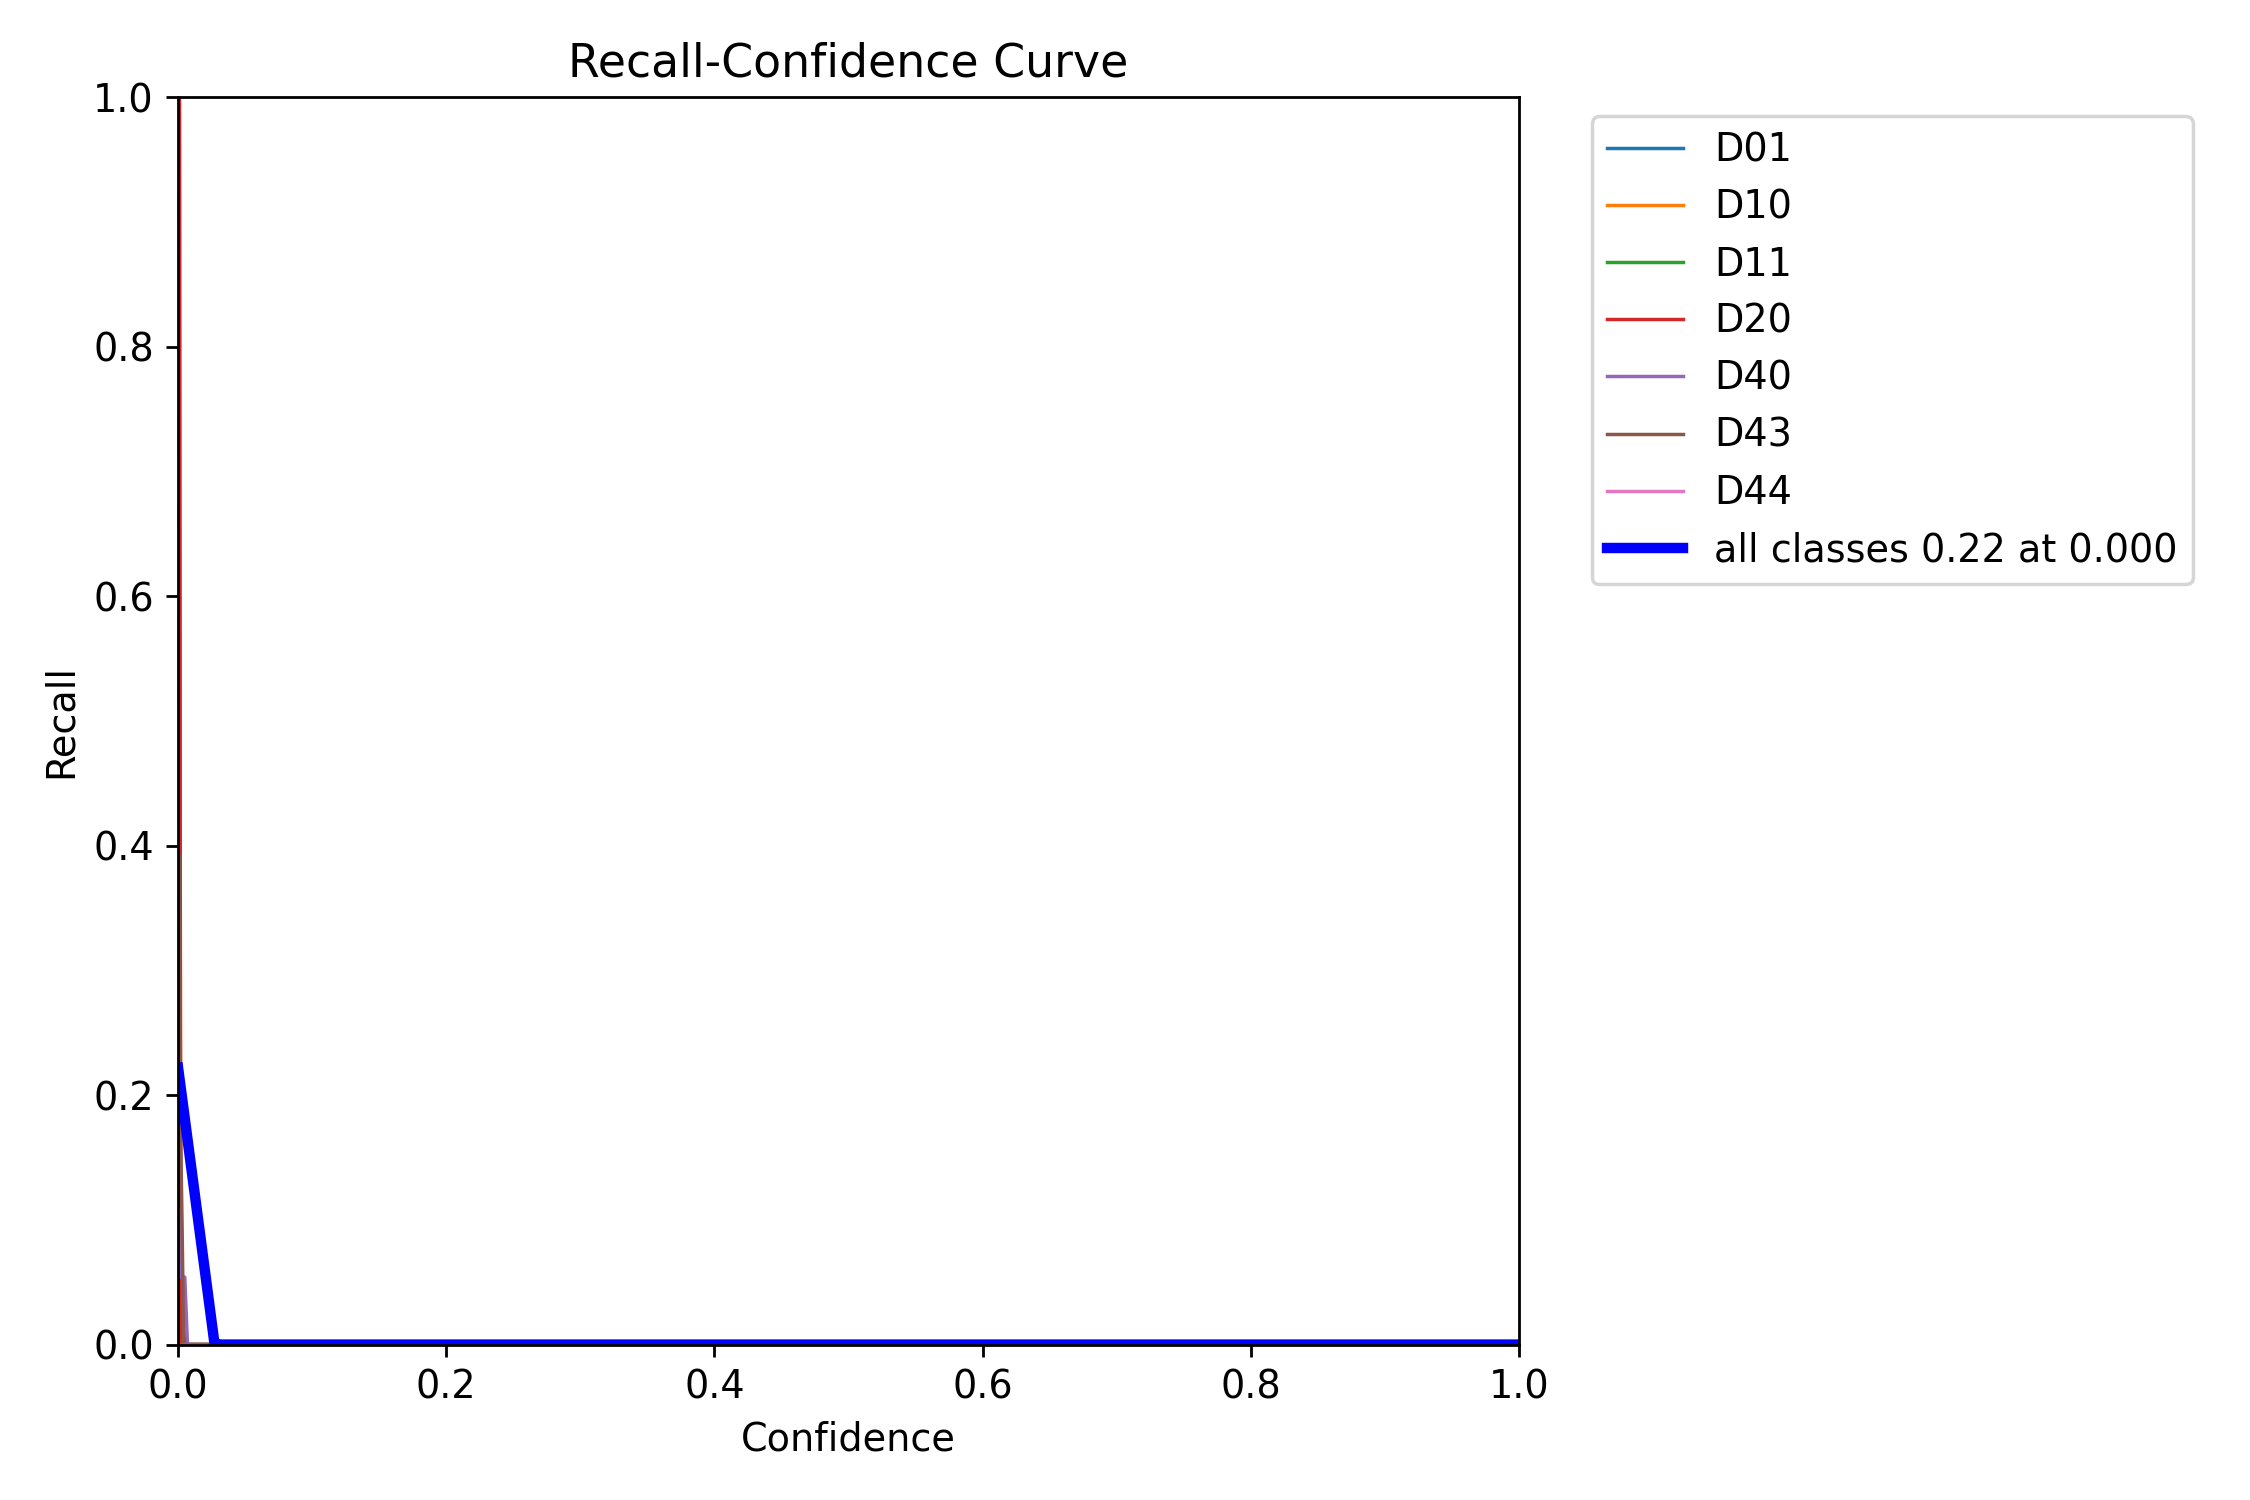 Recall-Confidence Curve
1.0
0.8
0.6
0.4
0.2
0.0
Recall
0.0 0.2 0.4 0.6 0.8 1.0
Confidence
D01
D10
D11
D20
D40
D43
D44
all classes 0.22 at 0.000